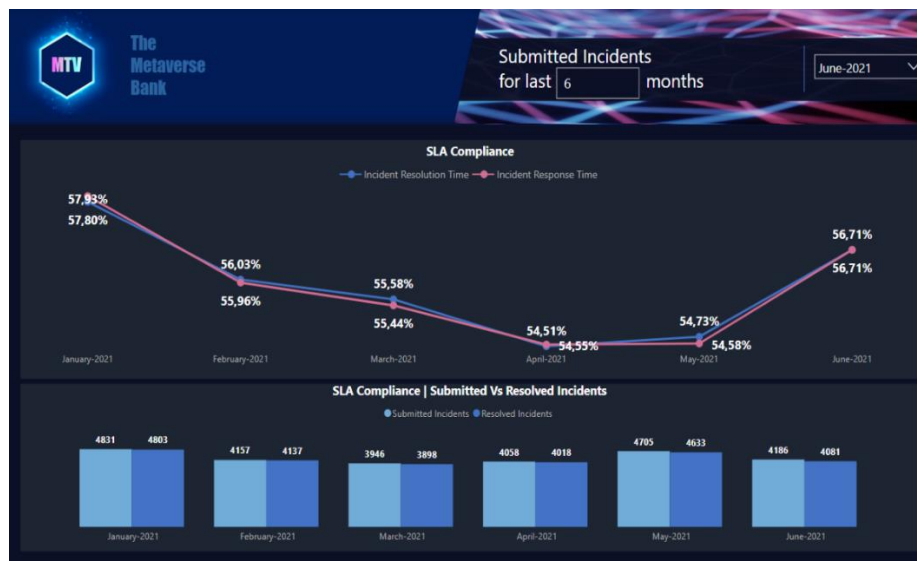 MTV
The
Metaverse
Bank
Submitted Incidents
for last 6 months
June-2021
SLA Compliance
Incident Resolution Time Incident Response Time
57,93%
57,80%
56,03%
55,96%
55,58%
55,44%
54,51%
54,55%
54,73%
54,58%
56,71%
56,71%
January-2021 February-2021 March-2021 April-2021 May-2021 June-2021
SLA Compliance | Submitted Vs Resolved Incidents
Submitted Incidents Resolved Incidents
4831 4803 4157 4137 3946 3898 4058 4018 4705 4633 4186 4081
January-2021 February-2021 March-2021 April-2021 May-2021 June-2021